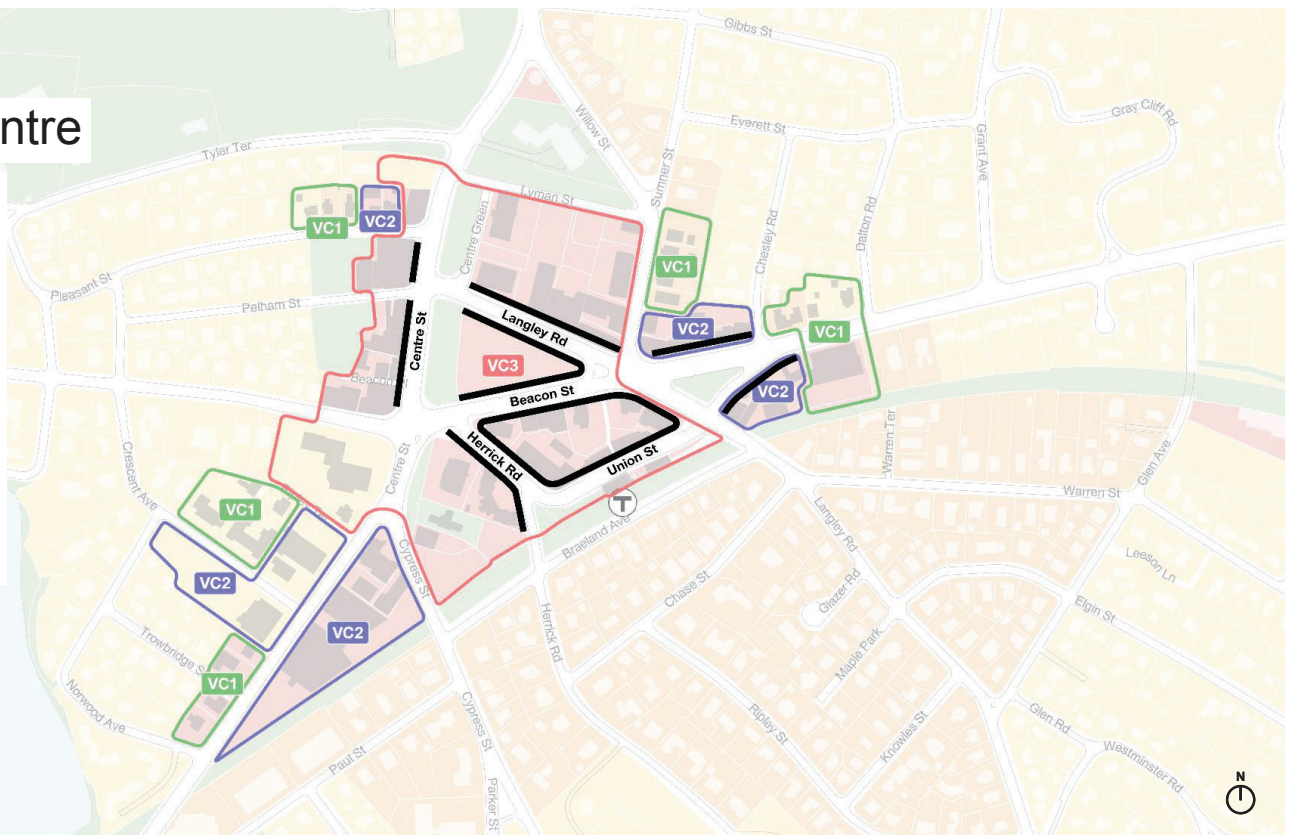 ntre
Gibbs St
Willow St
Gray Cliff Rd
Everett St
Grant Ave
Tyler Ter
Sumner St
Lyman St
VC1
VC2
Centre Green
Chesley Rd
Dalton Rd
VC1
Pleasant St
Pelham St
Langley Rd
VC2
VC1
Centre St
VC3
Beacon St
Beacon St
VC2
Warren Ter
Herrick Rd
Union St
Centre St
Crescent Ave
Glen Ave
Warren St
VC1
T
Langley Rd
Braeland Ave
Cypress St
Leeson Ln
VC2
Chase St
Glazer Rd
Elgin St
VC2
Herrick Rd
Trowbridge S
Maple Park
VC1
Norwood Ave
Ripley St
Knowles St
Glen Rd
Cypress St
Westminster Rd
Paul St
Parker St
N